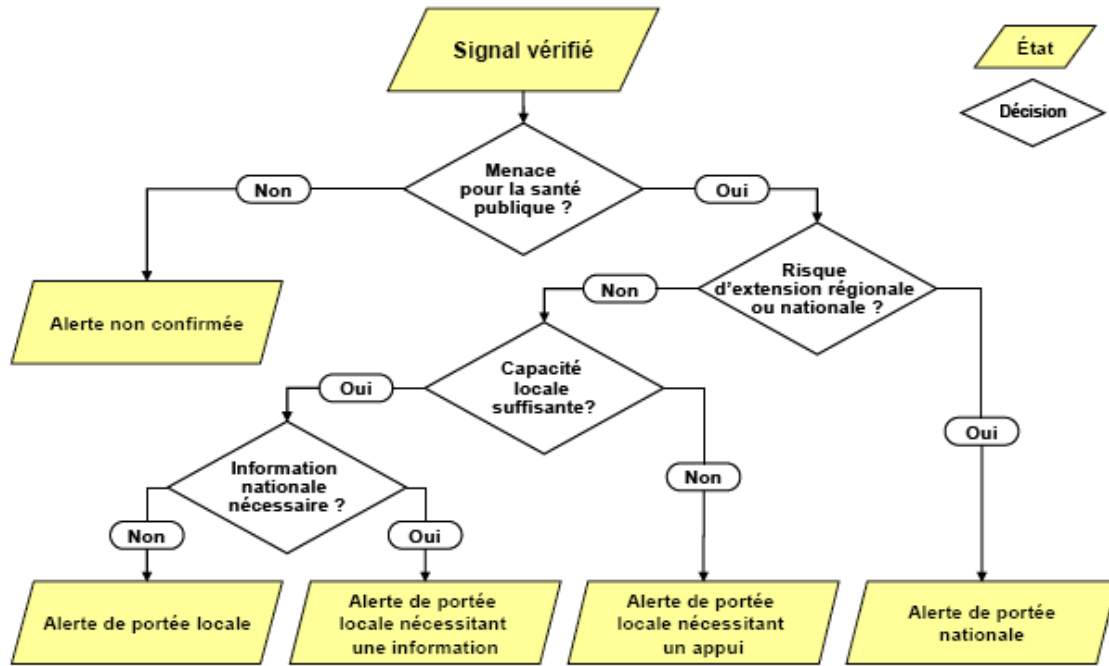 Signal vérifié
État
Décision
Menace
pour la santé
publique ?
Non
Oui
Risque
d'extension régionale
ou nationale ?
Alerte non confirmée
Non
Capacité
locale
suffisante?
Oui
Oui
Information
nationale
nécessaire ?
Non
Non
Oui
Alerte de portée locale
Alerte de portée
locale nécessitant
une information
Alerte de portée
locale nécessitant
un appui
Alerte de portée
nationale